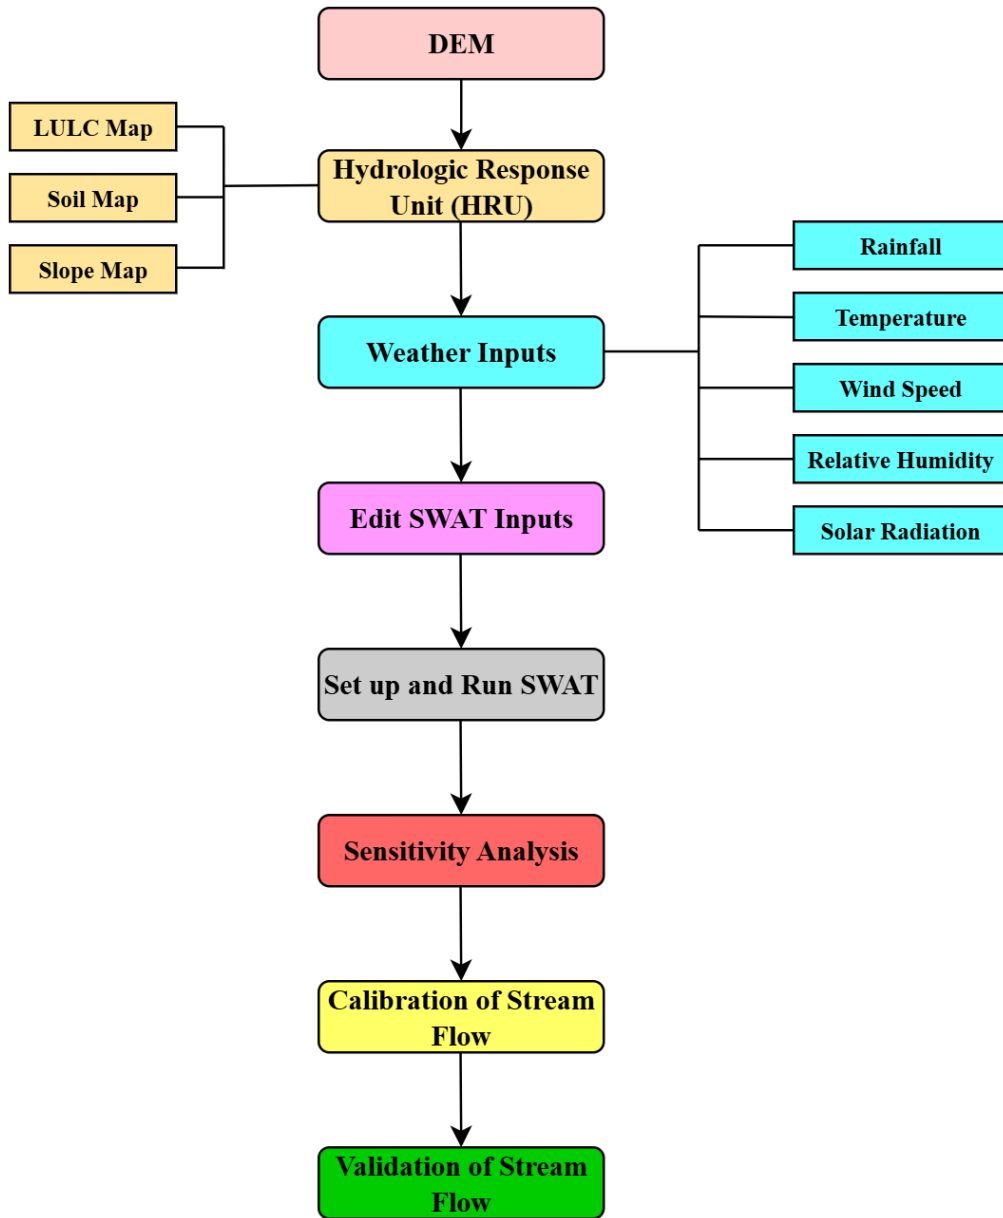 DEM
LULC Map
Soil Map
Slope Map
Hydrologic Response
Unit (HRU)
Weather Inputs
Rainfall
Temperature
Wind Speed
Relative Humidity
Solar Radiation
Edit SWAT Inputs
Set up and Run SWAT
Sensitivity Analysis
Calibration of Stream
Flow
Validation of Stream
Flow